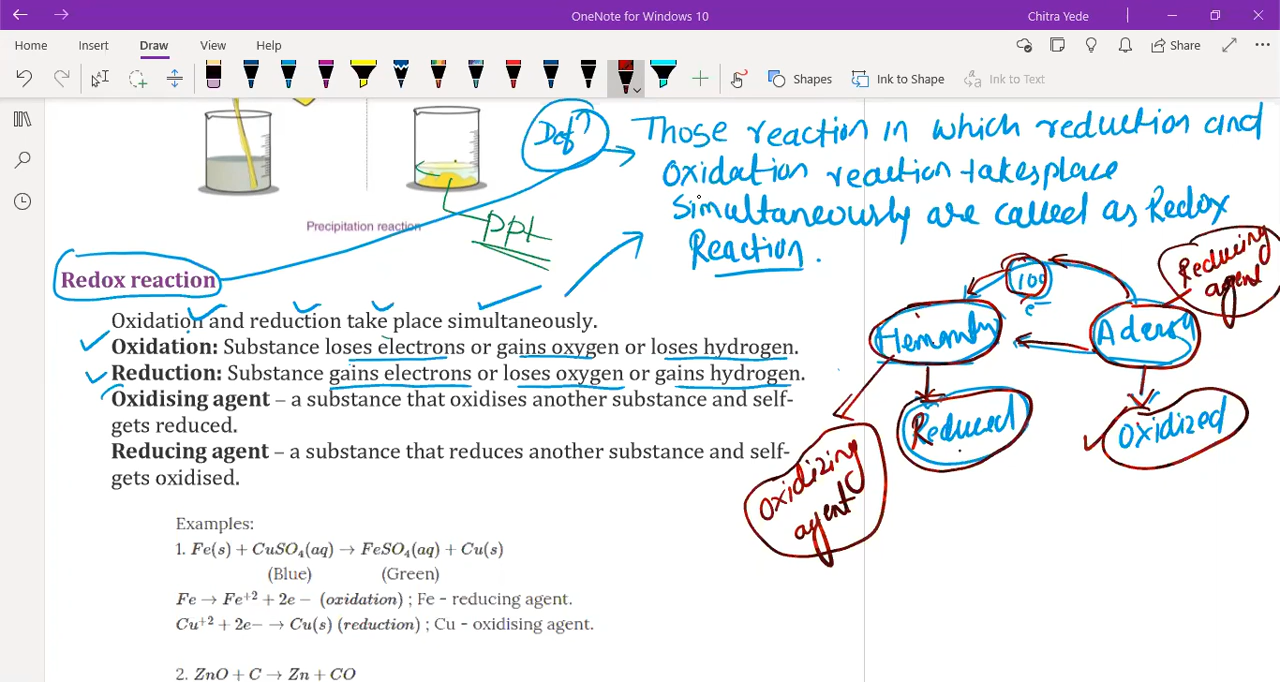 OneNote for Windows 10
Chitra Yede
Home Insert Draw View Help
Share
Shapes
Ink to Shape
Ink to Text
Def
Those reaction in which reduction and
Oxidation reaction takes place
simultaneously are called as Redox
Reaction.
Precipitation reaction
ppt
Redox reaction
Oxidation and reduction take place simultaneously.
Oxidation: Substance loses electrons or gains oxygen or loses hydrogen.
Reduction: Substance gains electrons or loses oxygen or gains hydrogen.
Oxidising agent – a substance that oxidises another substance and self-
gets reduced.
Reducing agent – a substance that reduces another substance and self-
gets oxidised.
Reducing
agent
100
e⁻
Reduced
Oxidized
Oxidizing
agent
Examples:
1. Fe(s) + CuSO₄(aq) → FeSO₄(aq) + Cu(s)
(Blue) (Green)
Fe → Fe⁺² + 2e − (oxidation) ; Fe - reducing agent.
Cu⁺² + 2e− → Cu(s) (reduction) ; Cu - oxidising agent.
2. ZnO + C → Zn + CO